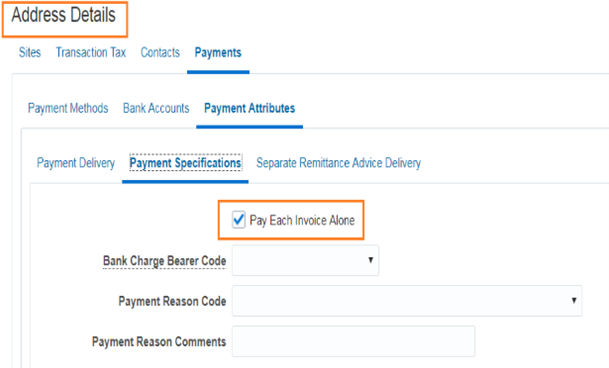 Address Details
Sites Transaction Tax Contacts Payments
Payment Methods Bank Accounts Payment Attributes
Payment Delivery Payment Specifications Separate Remittance Advice Delivery
Pay Each Invoice Alone
Bank Charge Bearer Code
Payment Reason Code
Payment Reason Comments